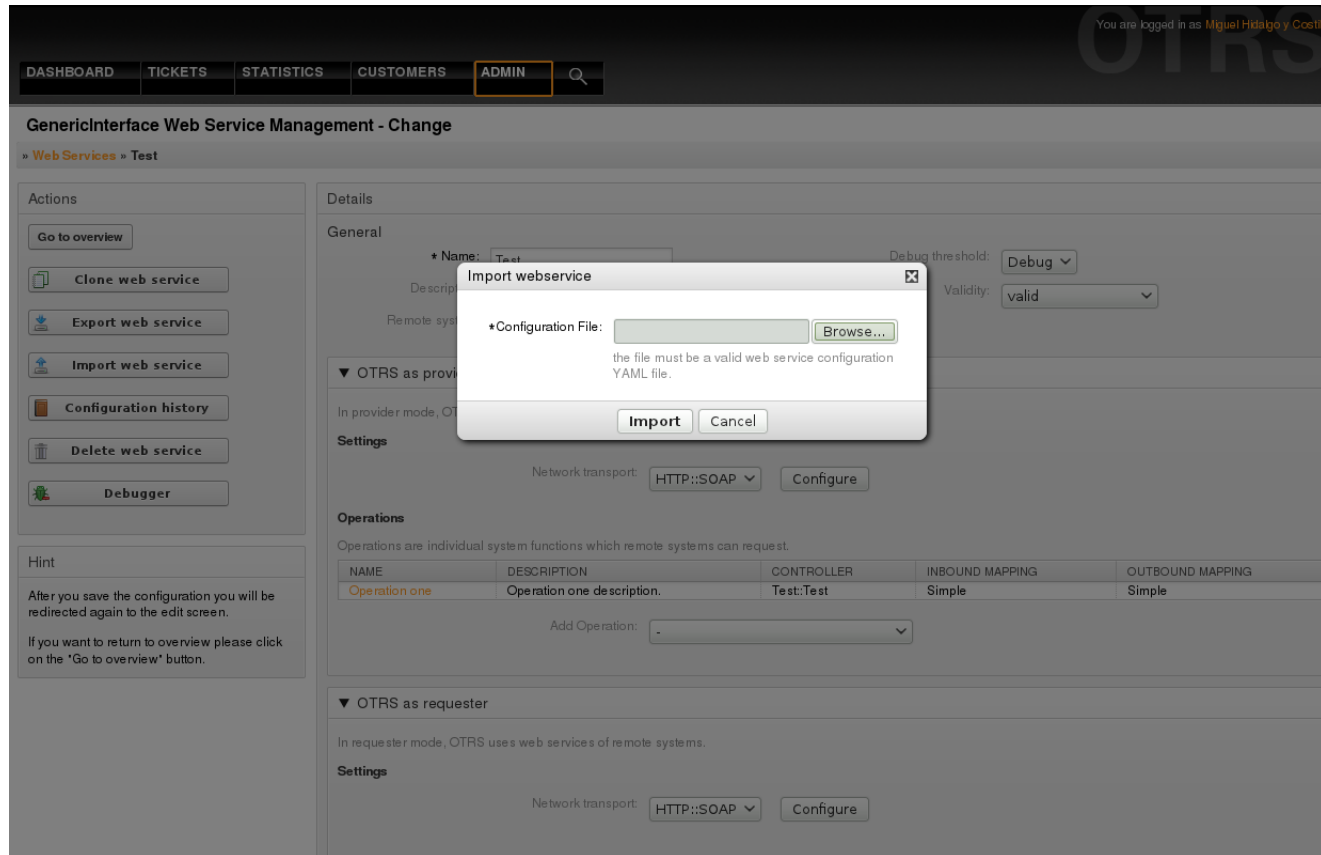 OTRS
You are logged in as Miguel Hidalgo y Costi
DASHBOARD TICKETS STATISTICS CUSTOMERS ADMIN
GenericInterface Web Service Management - Change
» Web Services » Test
Actions
Go to overview
Clone web service
Export web service
Import web service
Configuration history
Delete web service
Debugger
Hint
After you save the configuration you will be
redirected again to the edit screen.
If you want to return to overview please click
on the "Go to overview" button.
Details
General
* Name: Test
Descript
Remote syst
Debug threshold: Debug
Validity: valid
Import webservice
*Configuration File: Browse...
the file must be a valid web service configuration
YAML file.
Import Cancel
▼ OTRS as provi
In provider mode, OT
Settings
Network transport: HTTP::SOAP Configure
Operations
Operations are individual system functions which remote systems can request.
NAME DESCRIPTION CONTROLLER INBOUND MAPPING OUTBOUND MAPPING
Operation one Operation one description. Test::Test Simple Simple
Add Operation: -
▼ OTRS as requester
In requester mode, OTRS uses web services of remote systems.
Settings
Network transport: HTTP::SOAP Configure